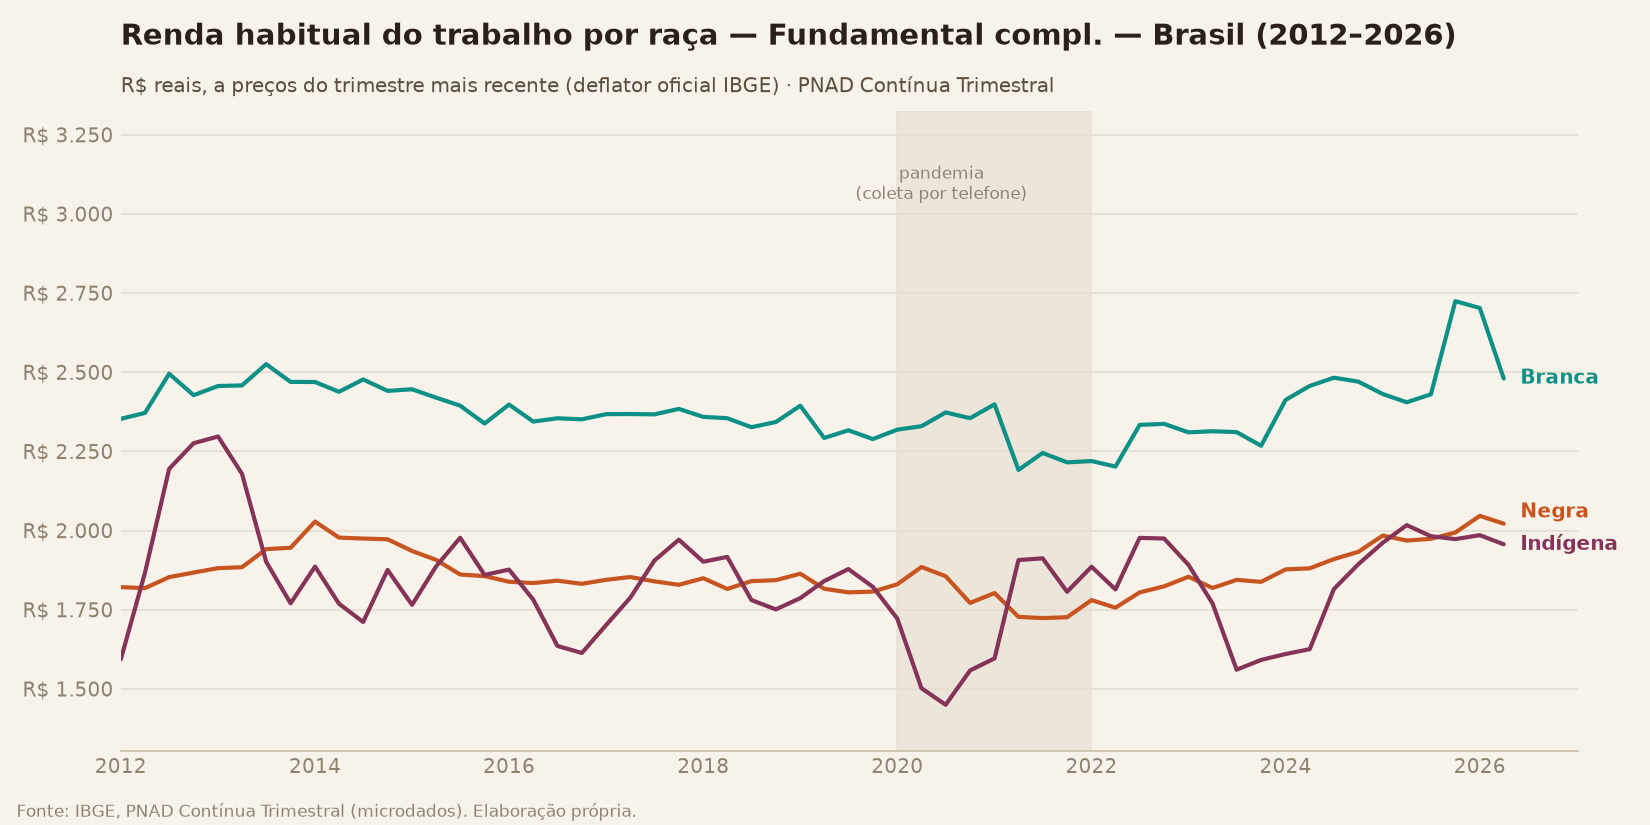 Renda habitual do trabalho por raça — Fundamental compl. — Brasil (2012–2026)
R$ reais, a preços do trimestre mais recente (deflator oficial IBGE) · PNAD Contínua Trimestral
R$ 3.250
pandemia
(coleta por telefone)
R$ 3.000
R$ 2.750
R$ 2.500
Branca
R$ 2.250
Negra
R$ 2.000
Indígena
R$ 1.750
R$ 1.500
2012 2014 2016 2018 2020 2022 2024 2026
Fonte: IBGE, PNAD Contínua Trimestral (microdados). Elaboração própria.